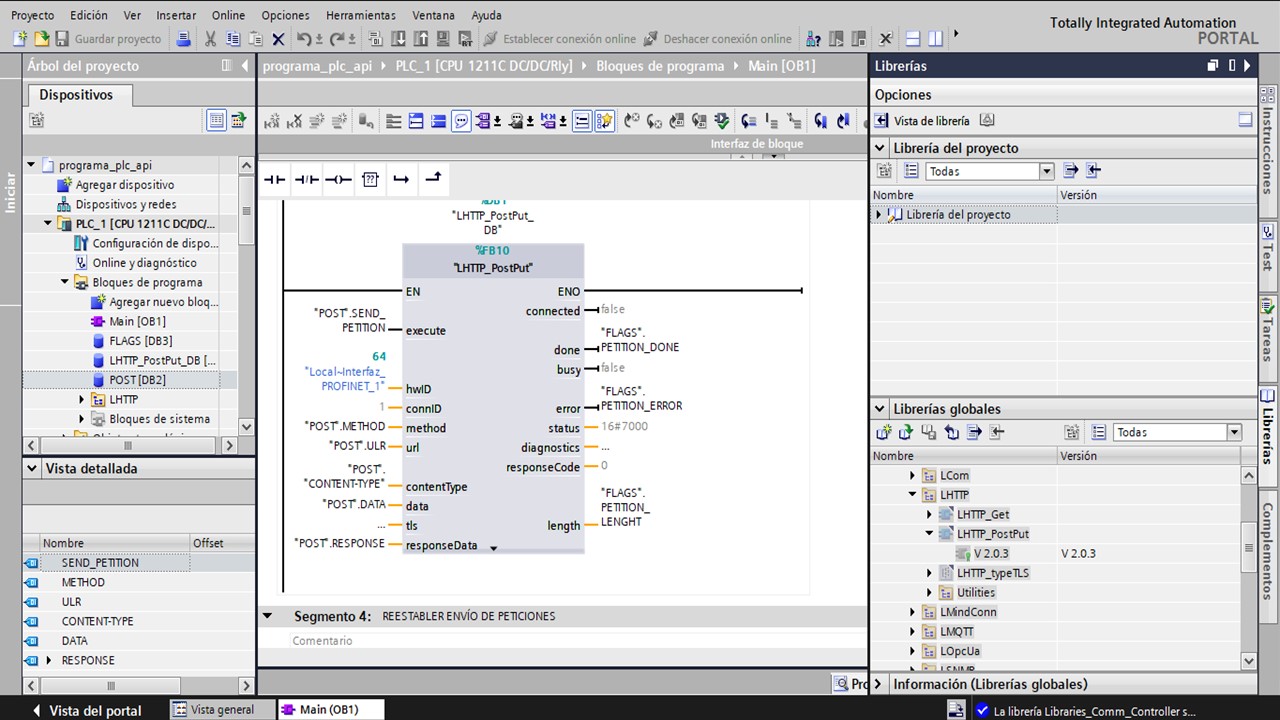 Proyecto Edición Ver Insertar Online Opciones Herramientas Ventana Ayuda
Totally Integrated Automation
PORTAL
Guardar proyecto Establecer conexión online Deshacer conexión online
Árbol del proyecto
Dispositivos
Iniciar
programa_plc_api
Agregar dispositivo
Dispositivos y redes
PLC_1 [CPU 1211C DC/DC/...
Configuración de dispo...
Online y diagnóstico
Bloques de programa
Agregar nuevo bloq...
Main [OB1]
FLAGS [DB3]
LHTTP_PostPut_DB [...
POST [DB2]
LHTTP
Bloques de sistema
Vista detallada
Nombre Offset
SEND_PETITION
METHOD
ULR
CONTENT-TYPE
DATA
RESPONSE
programa_plc_api PLC_1 [CPU 1211C DC/DC/Rly] Bloques de programa Main [OB1]
Interfaz de bloque
%DB1
"LHTTP_PostPut_
DB"
%FB10
"LHTTP_PostPut"
EN ENO
connected false
"POST".SEND_
PETITION execute
"FLAGS".
done PETITION_DONE
64
"Local~Interfaz_
PROFINET_1" hwID
busy false
"FLAGS".
1 connID error PETITION_ERROR
"POST".METHOD method status 16#7000
"POST".ULR url diagnostics ...
responseCode 0
"POST".
"CONTENT-TYPE" contentType
"POST".DATA data
"FLAGS".
PETITION_
... tls length LENGHT
"POST".RESPONSE responseData
Segmento 4: REESTABLER ENVÍO DE PETICIONES
Comentario
Librerías
Opciones
Vista de librería
Librería del proyecto
Todas
Nombre Versión
Librería del proyecto
Librerías globales
Todas
Nombre Versión
LCom
LHTTP
LHTTP_Get
LHTTP_PostPut
V 2.0.3 V 2.0.3
LHTTP_typeTLS
Utilities
LMindConn
LMQTT
LOpcUa
LSNMP
Información (Librerías globales)
Instrucciones
Test
Tareas
Librerías
Complementos
Vista del portal Vista general Main (OB1)
La librería Libraries_Comm_Controller s...